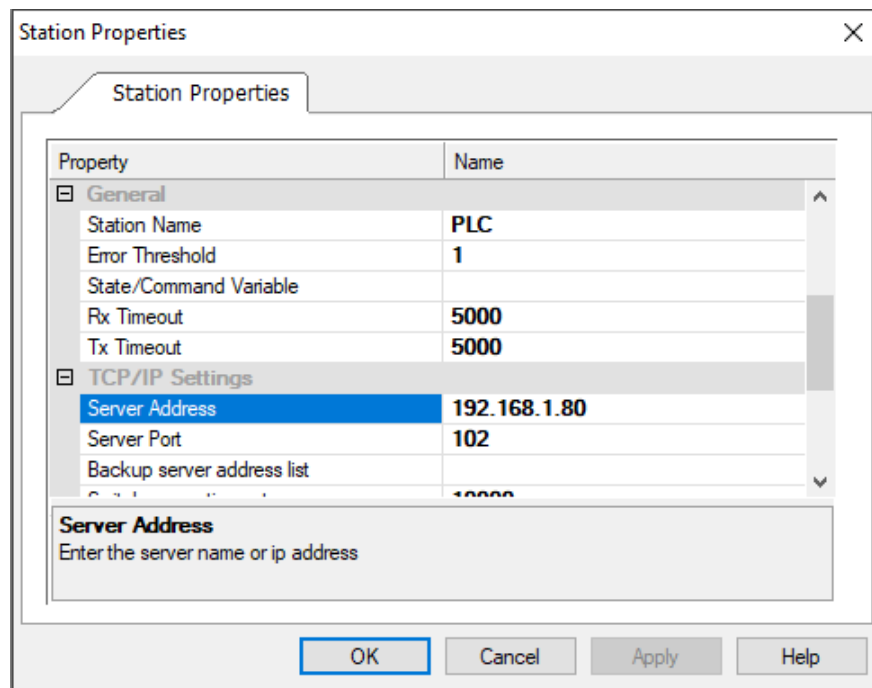 Station Properties
Station Properties
Property Name
General
Station Name PLC
Error Threshold 1
State/Command Variable
Rx Timeout 5000
Tx Timeout 5000
TCP/IP Settings
Server Address 192.168.1.80
Server Port 102
Backup server address list
Server Address
Enter the server name or ip address
OK Cancel Apply Help